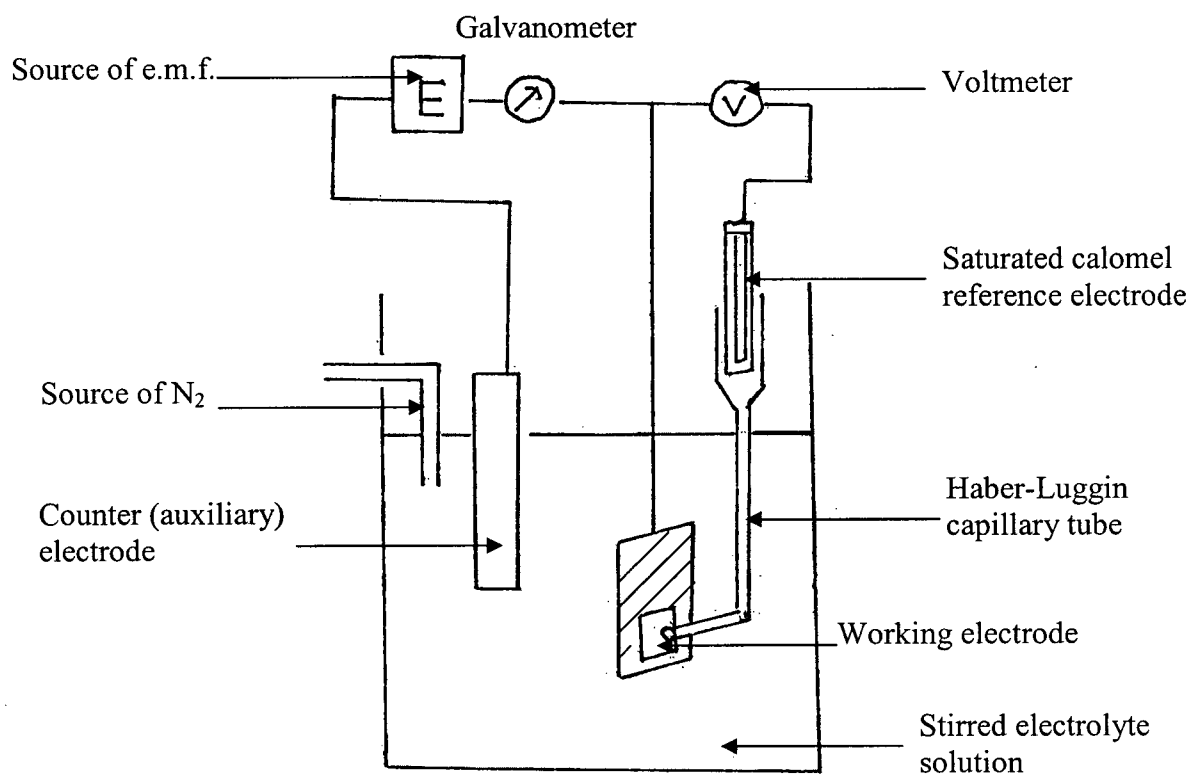 Galvanometer
Source of e.m.f.
E
V
Voltmeter
Saturated calomel
reference electrode
Source of N₂
Counter (auxiliary)
electrode
Haber-Luggin
capillary tube
Working electrode
Stirred electrolyte
solution